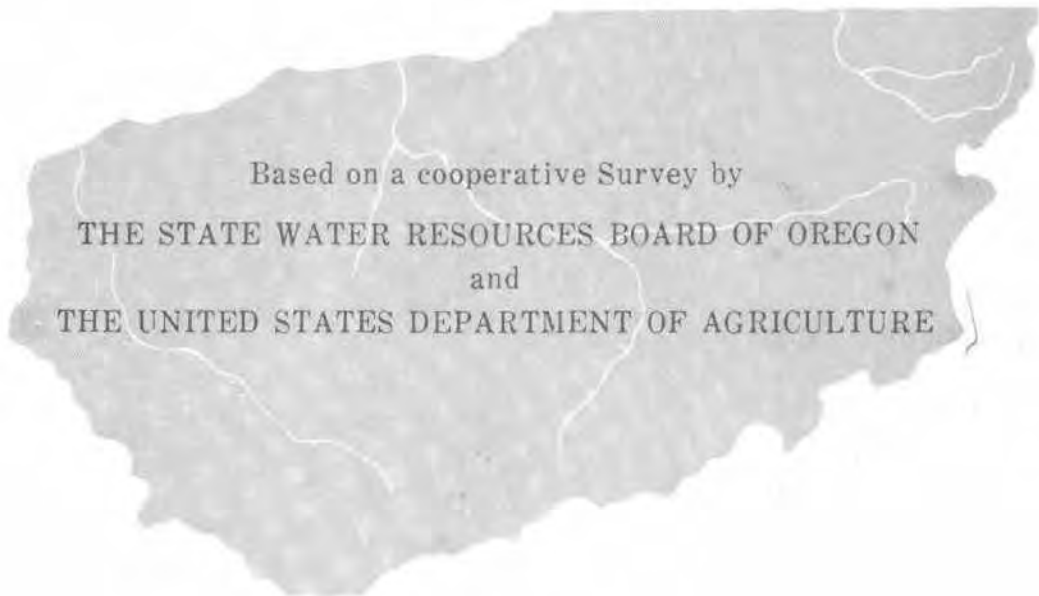 Based on a cooperative Survey by
THE STATE WATER RESOURCES BOARD OF OREGON
and
THE UNITED STATES DEPARTMENT OF AGRICULTURE